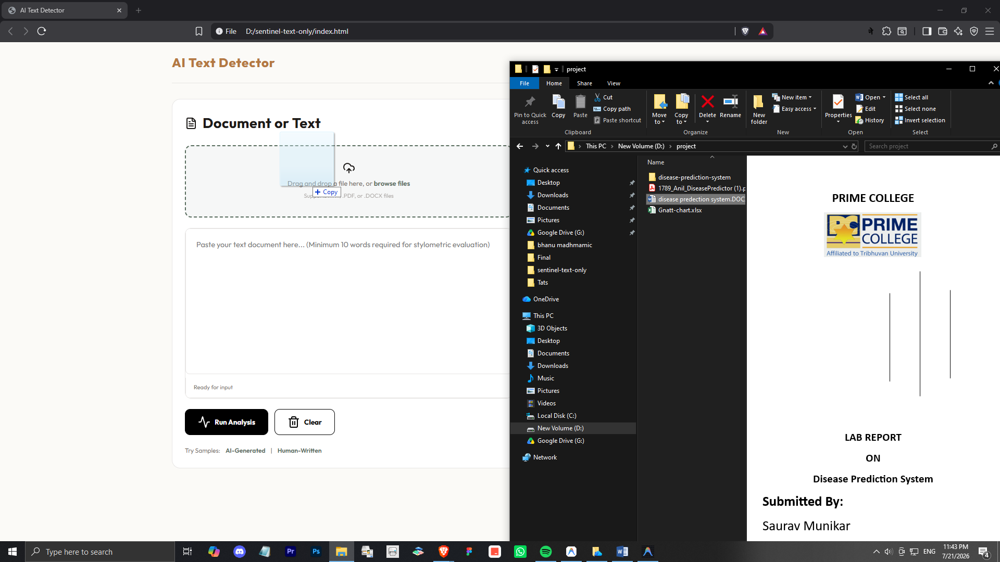 AI Text Detector
File D:/sentinel-text-only/index.html
AI Text Detector
Document or Text
Drag and drop a file here, or browse files
.PDF, or .DOCX files
Copy
Paste your text document here... (Minimum 10 words required for stylometric evaluation)
Ready for input
Run Analysis
Clear
Try Samples: AI-Generated | Human-Written
project
File Home Share View
Pin to Quick access
Copy
Paste
Cut
Copy path
Paste shortcut
Clipboard
Move to
Copy to
Delete
Rename
Organize
New folder
New item
Easy access
New
Properties
Open
Edit
History
Open
Select all
Select none
Invert selection
Select
This PC > New Volume (D:) > project
Search project
Quick access
Desktop
Downloads
Documents
Pictures
Google Drive (G:)
bhanu madhmamic
Final
sentinel-text-only
Tats
OneDrive
This PC
3D Objects
Desktop
Documents
Downloads
Music
Pictures
Videos
Local Disk (C:)
New Volume (D:)
Google Drive (G:)
Network
Name
disease-prediction-system
1789_Anil_DiseasePredictor (1).p
disease predection system.DOC
Gnatt-chart.xlsx
PRIME COLLEGE
PRIME
COLLEGE
Affiliated to Tribhuvan University
LAB REPORT
ON
Disease Prediction System
Submitted By:
Saurav Munikar
Type here to search
Pr
Ps
ENG
11:43 PM
7/21/2026
4